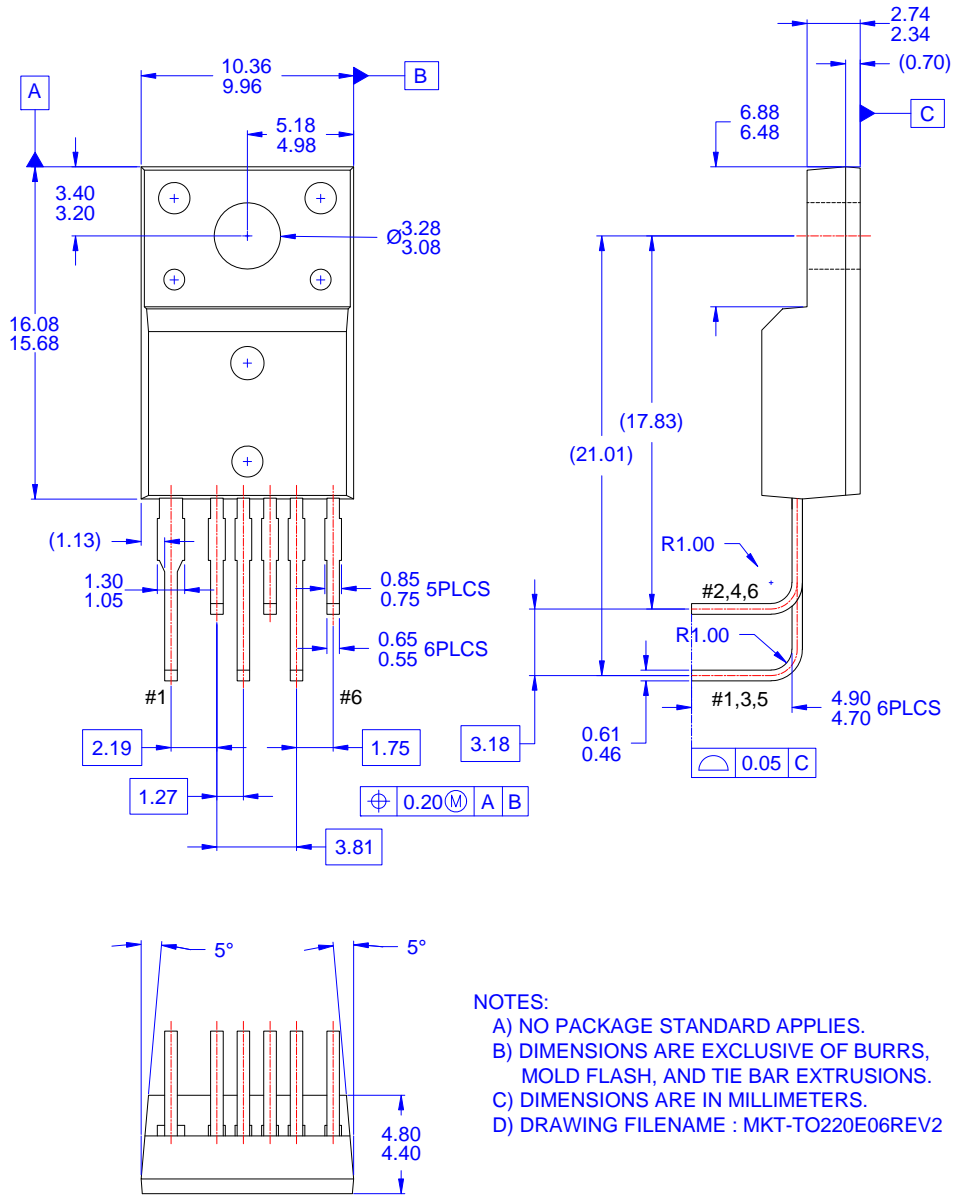 2.74
2.34
(0.70)
10.36
9.96
B
A
C
6.88
6.48
5.18
4.98
3.40
3.20
Ø3.28
3.08
16.08
15.68
(17.83)
(21.01)
(1.13)
R1.00
1.30
1.05
0.85
0.75 5PLCS
#2,4,6
0.65
0.55 6PLCS
R1.00
#1
#6
#1,3,5
4.90
4.70 6PLCS
2.19
1.75
3.18
0.61
0.46
⌓ 0.05 C
1.27
⌖ 0.20Ⓜ A B
3.81
5°
5°
4.80
4.40
NOTES:
A) NO PACKAGE STANDARD APPLIES.
B) DIMENSIONS ARE EXCLUSIVE OF BURRS,
MOLD FLASH, AND TIE BAR EXTRUSIONS.
C) DIMENSIONS ARE IN MILLIMETERS.
D) DRAWING FILENAME : MKT-TO220E06REV2